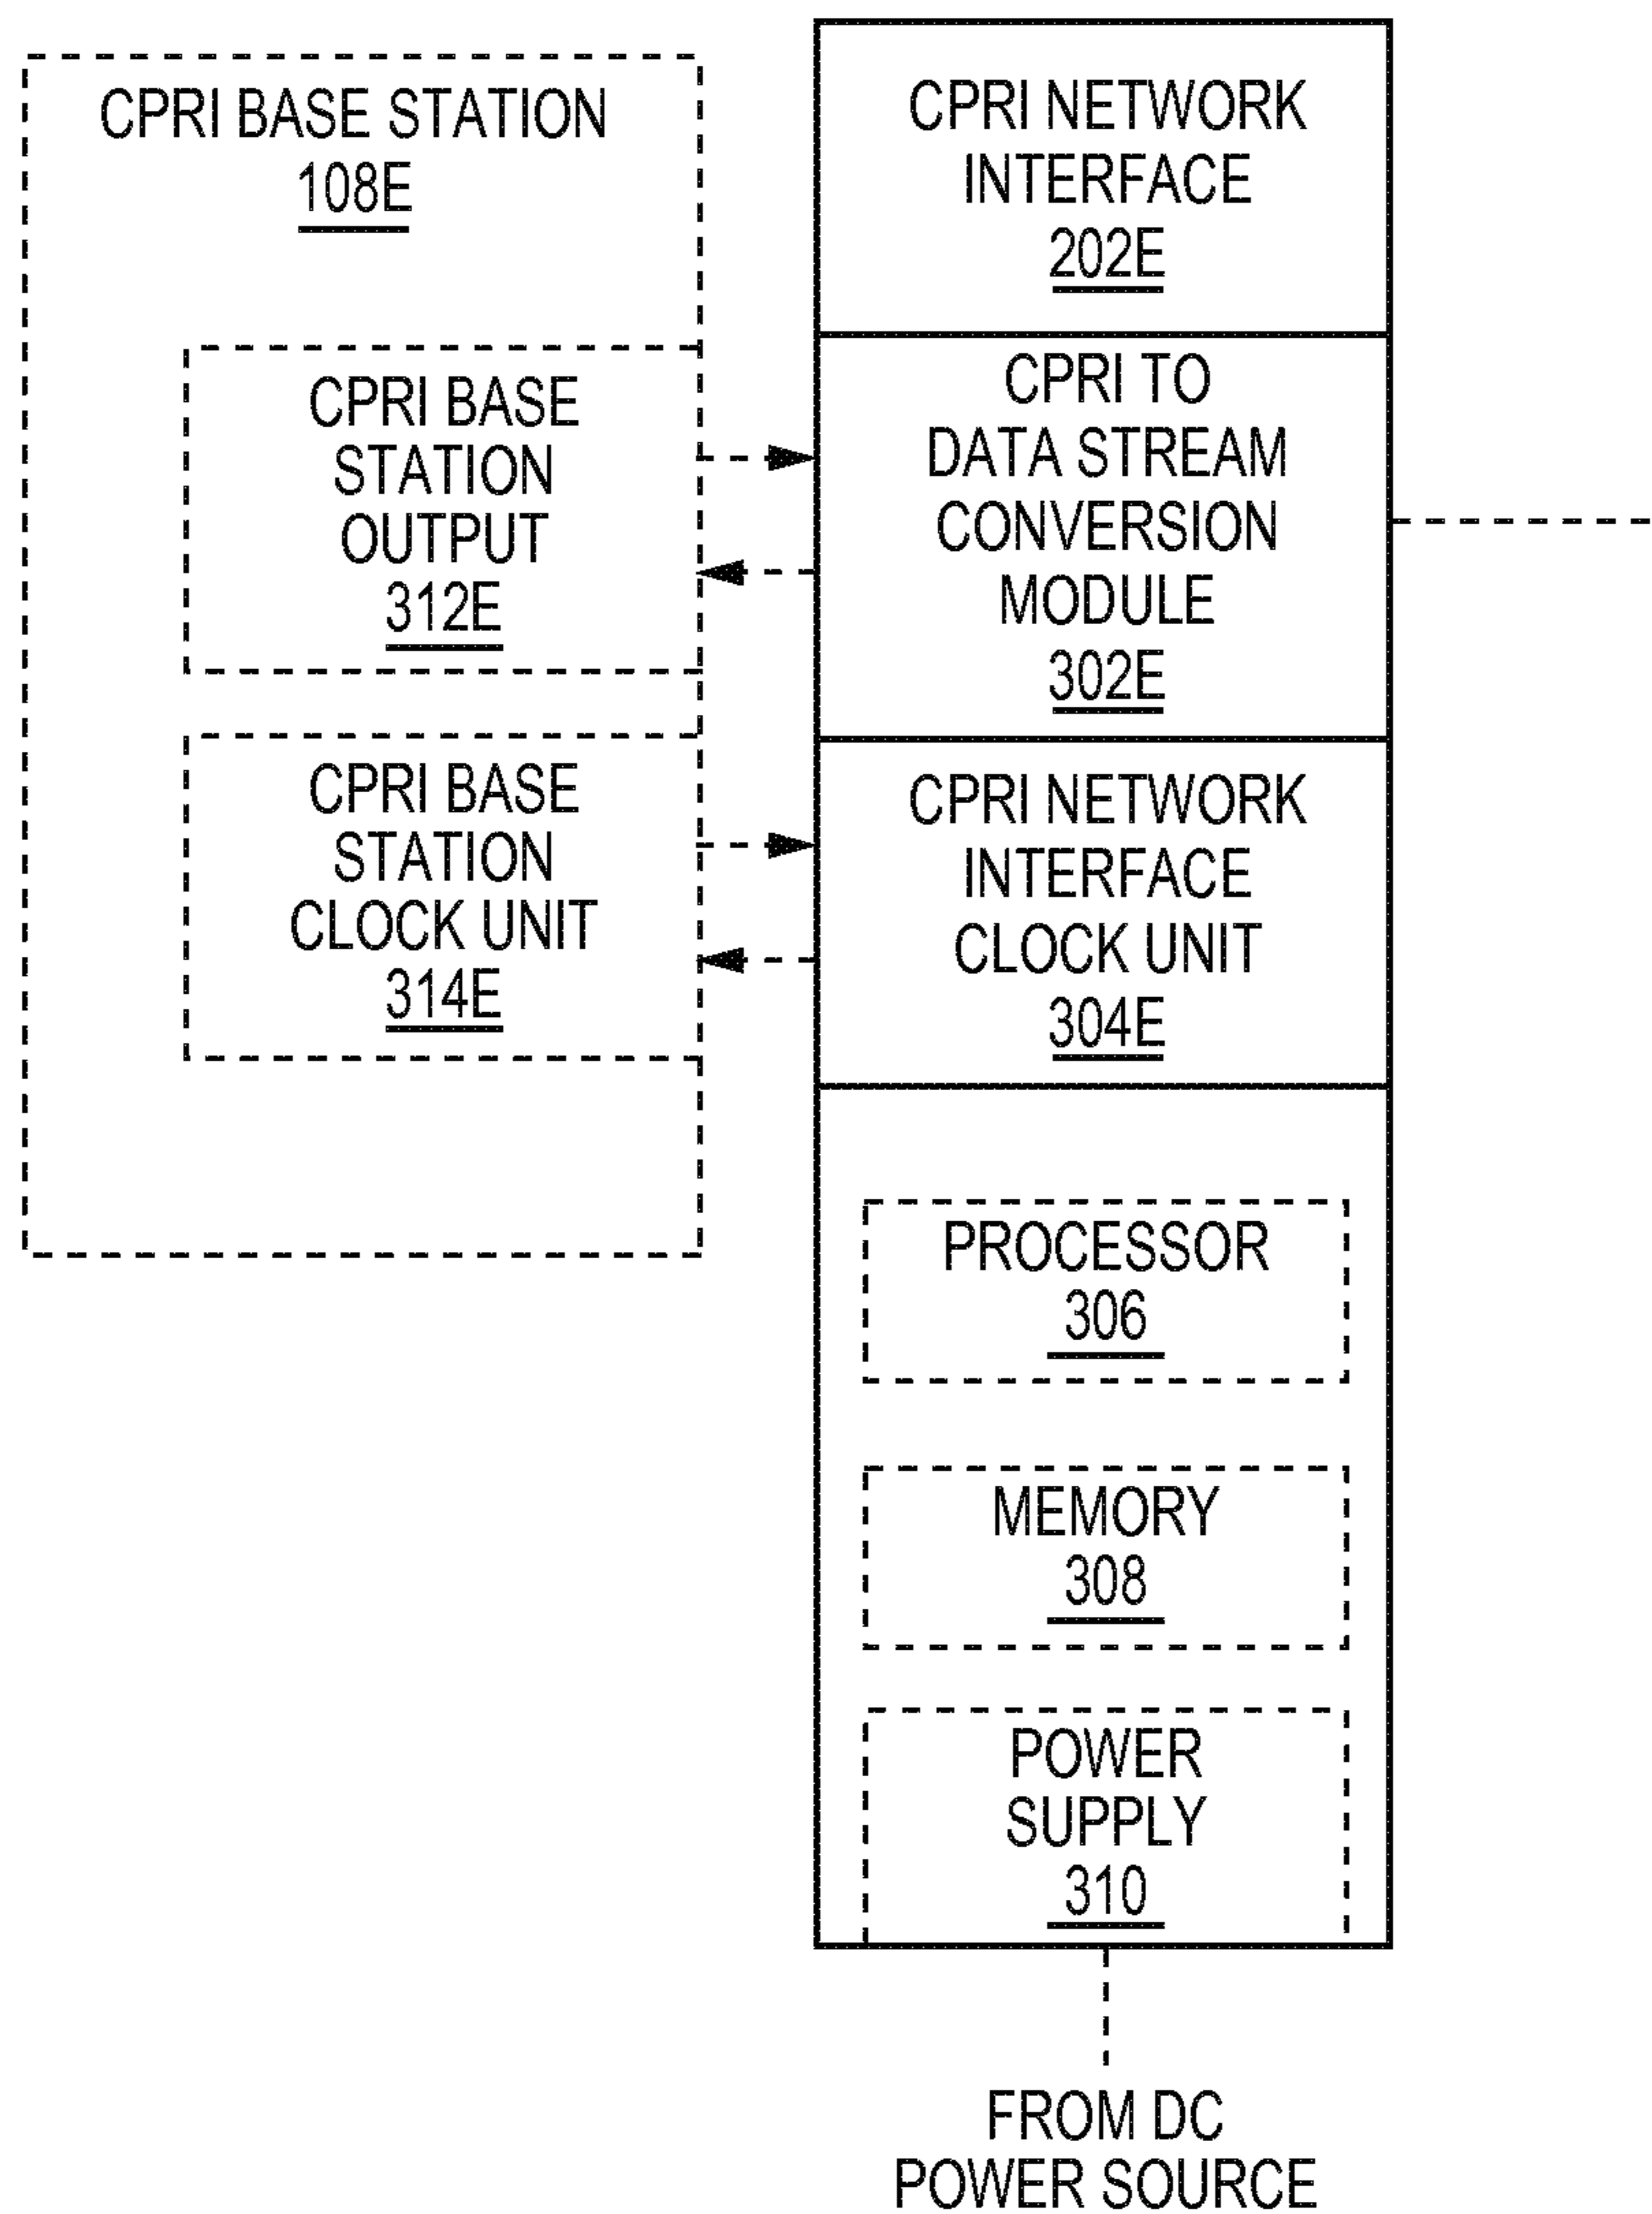 CPRI BASE STATION
108E
CPRI BASE
STATION
OUTPUT
312E
CPRI BASE
STATION
CLOCK UNIT
314E
CPRI NETWORK
INTERFACE
202E
CPRI TO
DATA STREAM
CONVERSION
MODULE
302E
CPRI NETWORK
INTERFACE
CLOCK UNIT
304E
PROCESSOR
306
MEMORY
308
POWER
SUPPLY
310
FROM DC
POWER SOURCE